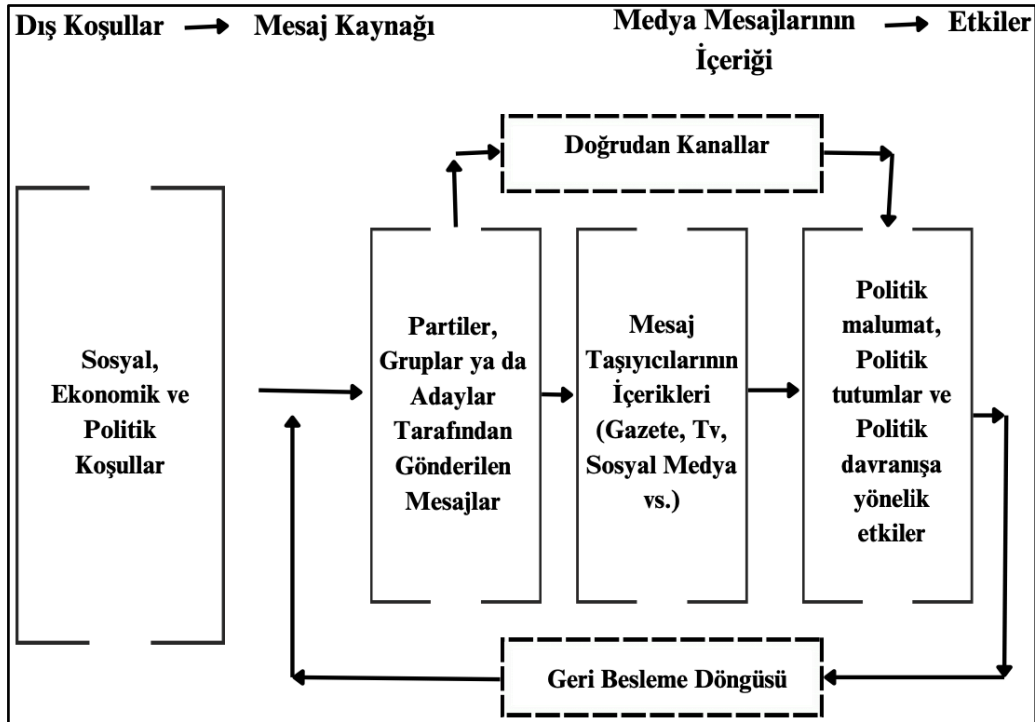 Dış Koşullar
Mesaj Kaynağı
Medya Mesajlarının
İçeriği
Etkiler
Doğrudan Kanallar
Sosyal,
Ekonomik ve
Politik
Koşullar
Partiler,
Gruplar ya da
Adaylar
Tarafından
Gönderilen
Mesajlar
Mesaj
Taşıyıcılarının
İçerikleri
(Gazete, Tv,
Sosyal Medya
vs.)
Politik
malumat,
Politik
tutumlar ve
Politik
davranışa
yönelik
etkiler
Geri Besleme Döngüsü